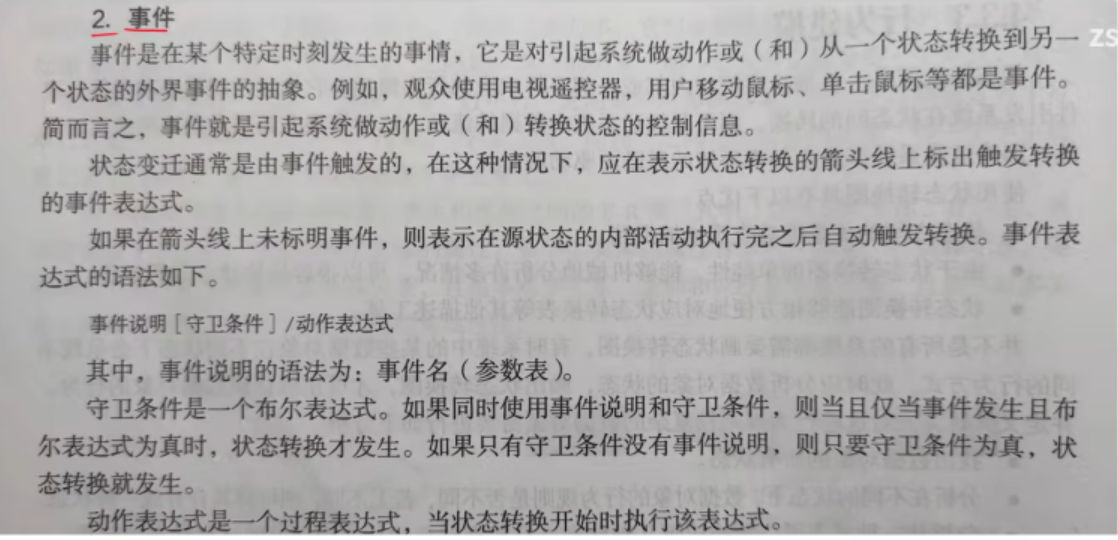 2. 事件
事件是在某个特定时刻发生的事情，它是对引起系统做动作或（和）从一个状态转换到另一
个状态的外界事件的抽象。例如，观众使用电视遥控器，用户移动鼠标、单击鼠标等都是事件。
简而言之，事件就是引起系统做动作或（和）转换状态的控制信息。
状态变迁通常是由事件触发的，在这种情况下，应在表示状态转换的箭头线上标出触发转换
的事件表达式。
如果在箭头线上未标明事件，则表示在源状态的内部活动执行完之后自动触发转换。事件表
达式的语法如下。
事件说明［守卫条件］/动作表达式
其中，事件说明的语法为：事件名（参数表）。
守卫条件是一个布尔表达式。如果同时使用事件说明和守卫条件，则当且仅当事件发生且布
尔表达式为真时，状态转换才发生。如果只有守卫条件没有事件说明，则只要守卫条件为真，状
态转换就发生。
动作表达式是一个过程表达式，当状态转换开始时执行该表达式。
ZS